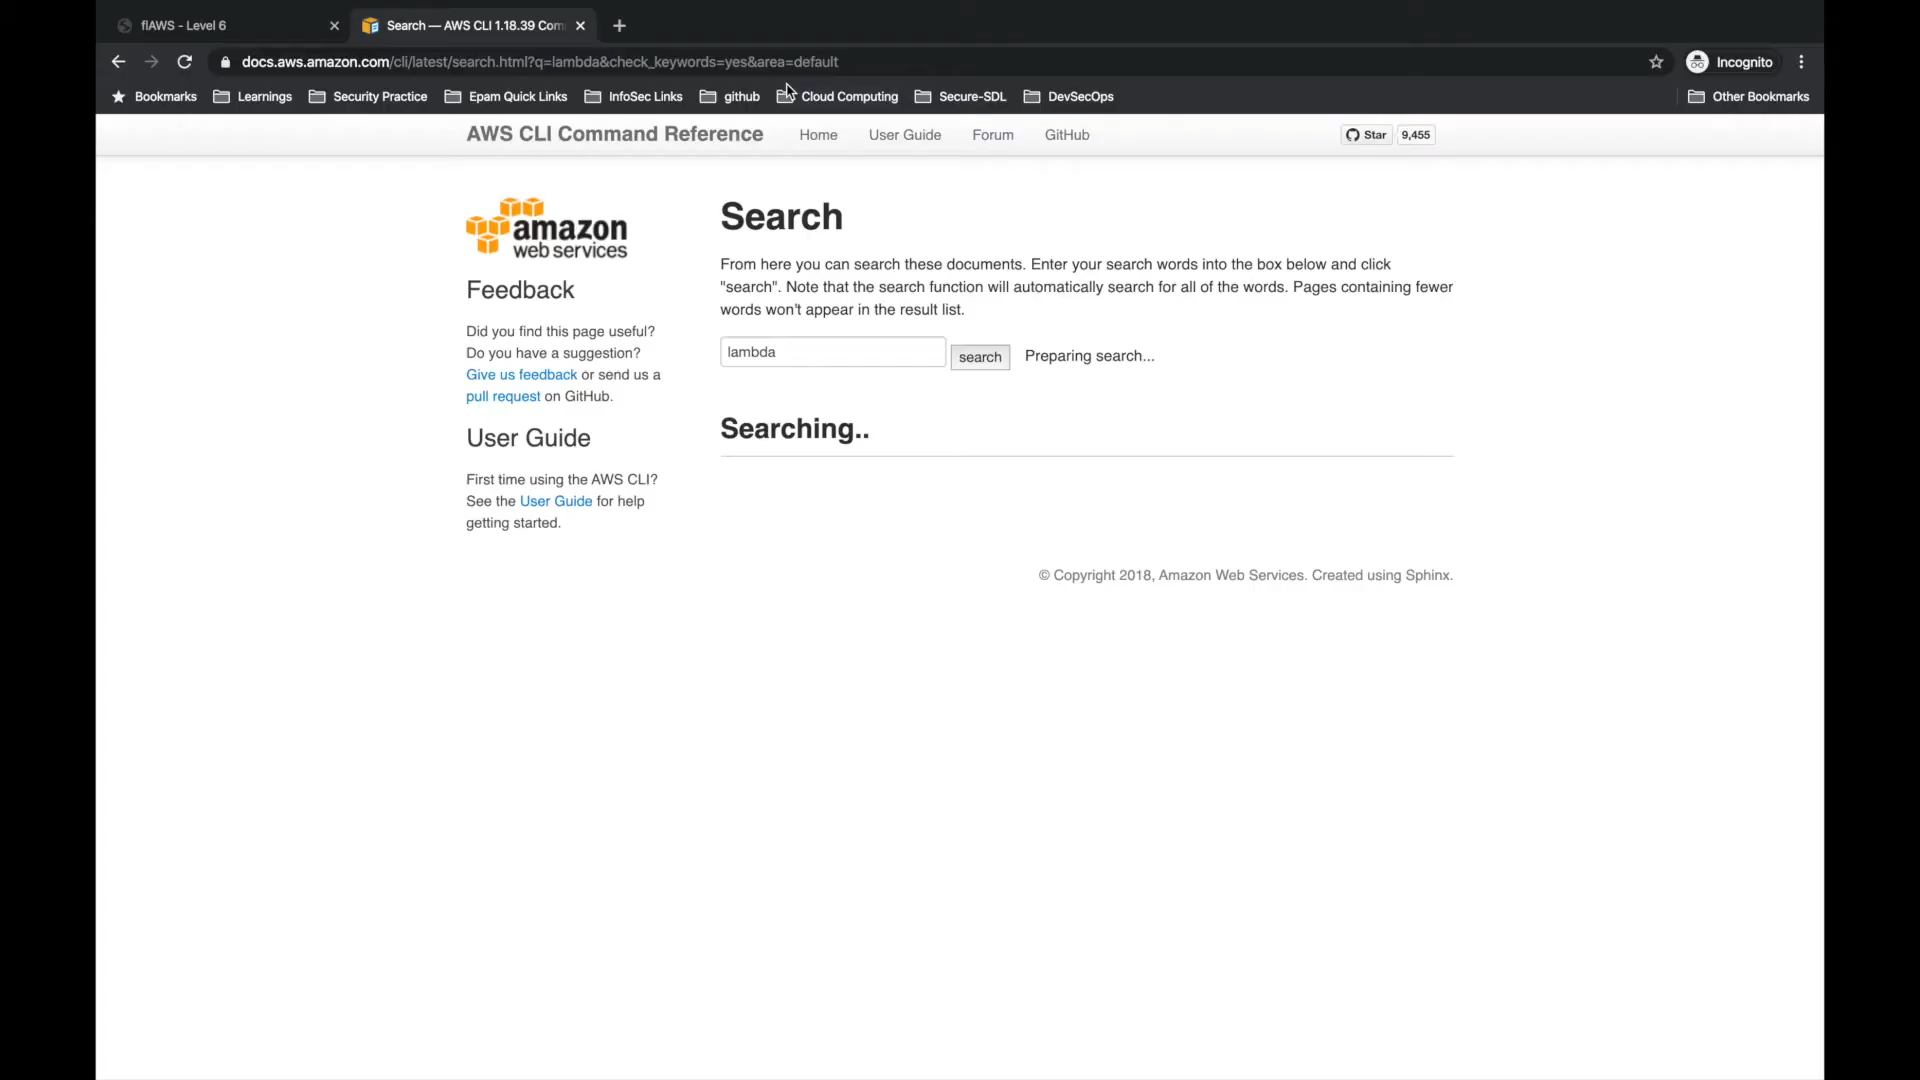 flAWS - Level 6
Search — AWS CLI 1.18.39 Com
docs.aws.amazon.com/cli/latest/search.html?q=lambda&check_keywords=yes&area=default
Incognito
Bookmarks
Learnings
Security Practice
Epam Quick Links
InfoSec Links
github
Cloud Computing
Secure-SDL
DevSecOps
Other Bookmarks
AWS CLI Command Reference
Home
User Guide
Forum
GitHub
Star
9,455
amazon
web services
Feedback
Did you find this page useful?
Do you have a suggestion?
Give us feedback or send us a
pull request on GitHub.
User Guide
First time using the AWS CLI?
See the User Guide for help
getting started.
Search
From here you can search these documents. Enter your search words into the box below and click
"search". Note that the search function will automatically search for all of the words. Pages containing fewer
words won't appear in the result list.
lambda
search
Preparing search...
Searching..
© Copyright 2018, Amazon Web Services. Created using Sphinx.